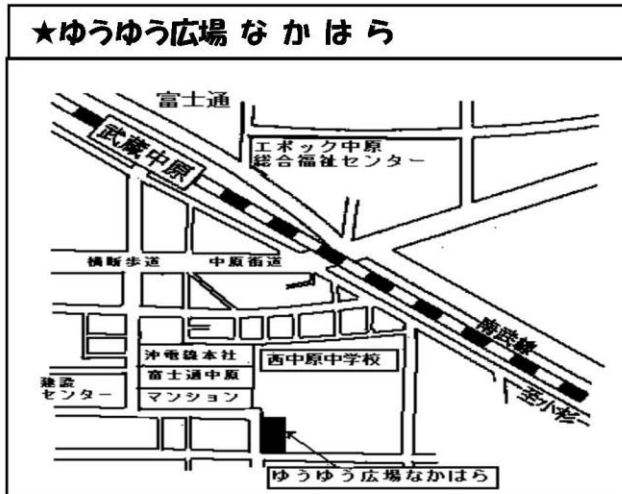 ★ゆうゆう広場 な か は ら
富士通
武蔵中原
エポック中原
総合福祉センター
横断歩道
中原街道
南武線
沖電線本社
富士通中原
マンション
西中原中学校
建設
センター
至小杉
ゆうゆう広場なかはら